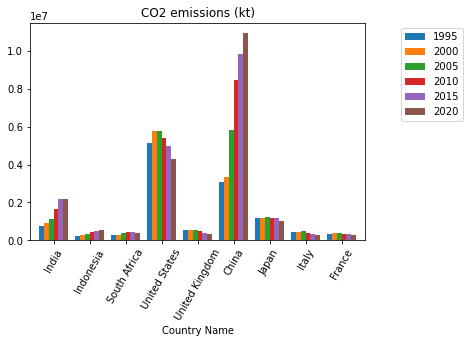 CO2 emissions (kt)
1e7
1.0
0.8
0.6
0.4
0.2
0.0
India
Indonesia
South Africa
United States
United Kingdom
China
Japan
Italy
France
Country Name
1995
2000
2005
2010
2015
2020